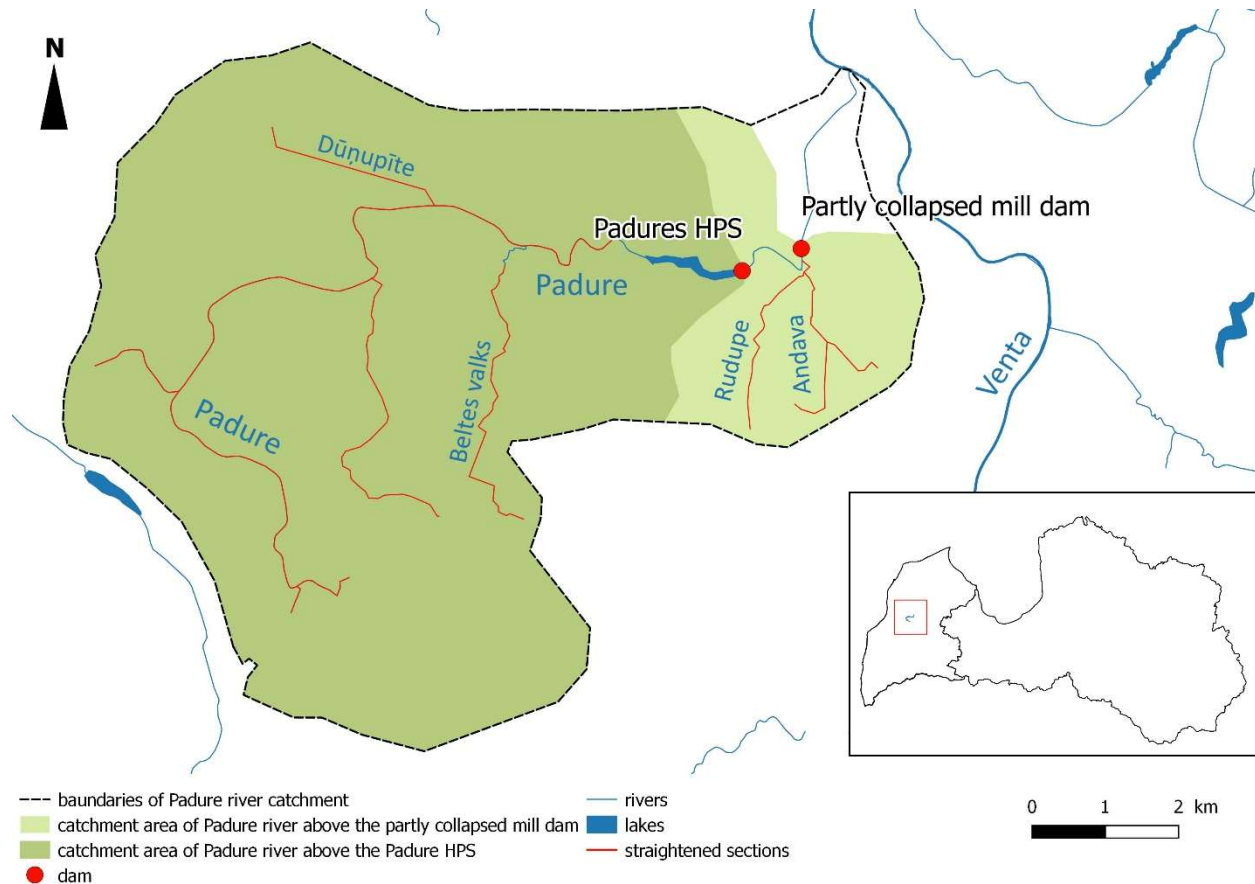 N
Dūņupīte
Partly collapsed mill dam
Padures HPS
Padure
Rudupe
Andava
Venta
Beltes valks
Padure
baundaries of Padure river catchment
catchment area of Padure river above the partly collapsed mill dam
catchment area of Padure river above the Padure HPS
dam
rivers
lakes
straightened sections
0 1 2 km